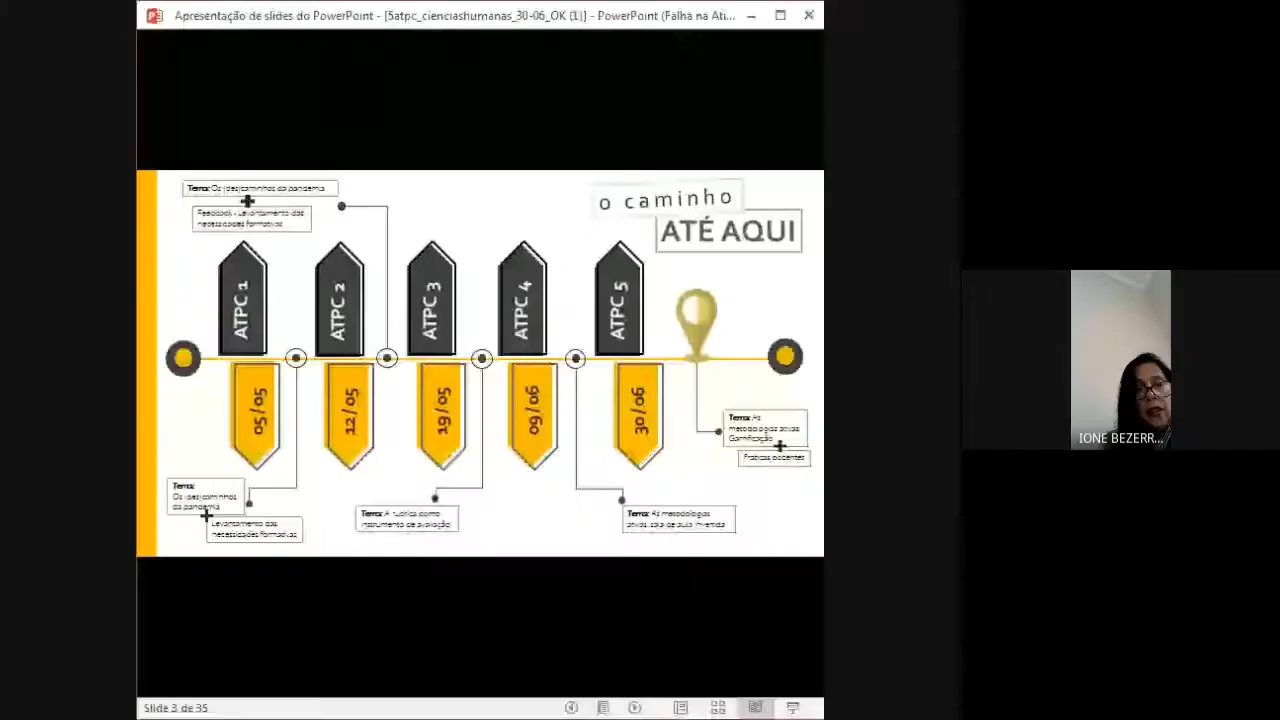 Apresentação de slides do PowerPoint - [5atpc_cienciashumanas_30-06_OK (1)] - PowerPoint (Falha na Ati...
Tema: Os (des)caminhos da pandemia
Feedback - Levantamento das
necessidades formativas
o caminho
ATÉ AQUI
ATPC 1
ATPC 2
ATPC 3
ATPC 4
ATPC 5
05/05
12/05
19/05
09/06
30/06
Tema: As
metodologias ativas
Gamificação
Práticas docentes
Tema:
Os (des)caminhos
da pandemia
Levantamento das
necessidades formativas
Tema: A rubrica como
instrumento de avaliação
Tema: As metodologias
ativas: sala de aula invertida
IONE BEZERR...
Slide 3 de 35